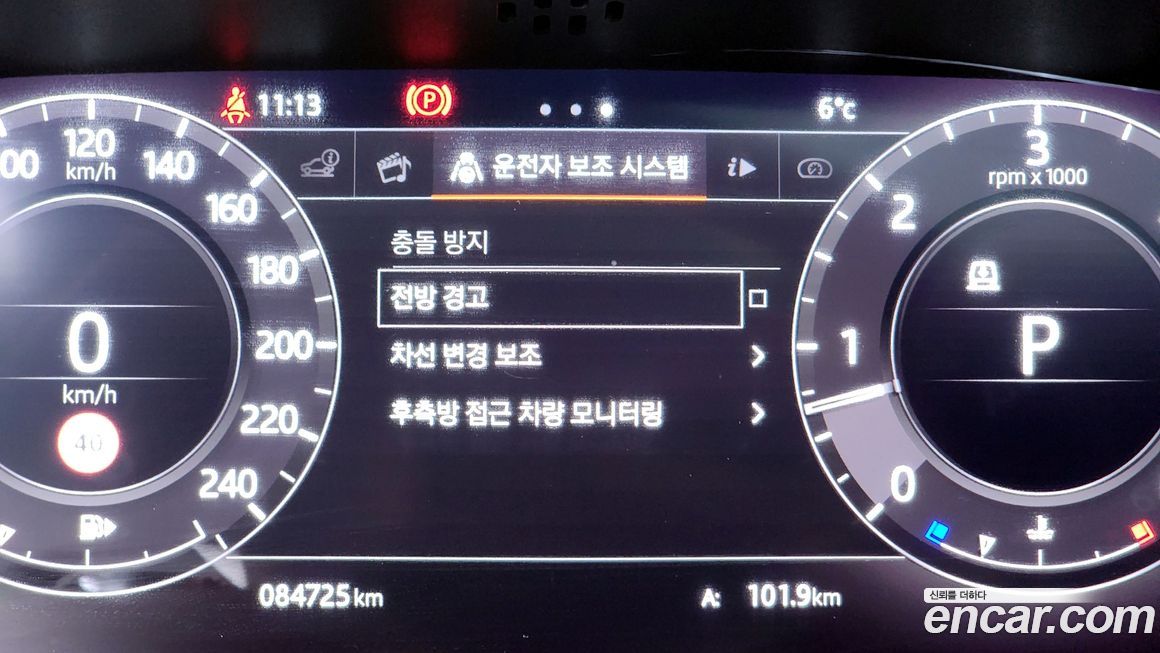 11:13
6°c
운전자 보조 시스템
충돌 방지
전방 경고
차선 변경 보조
후측방 접근 차량 모니터링
00
120
km/h
140
160
180
200
220
240
0
km/h
40
3
rpm x 1000
2
1
0
P
084725 km
A: 101.9 km
신뢰를 더하다
encar.com